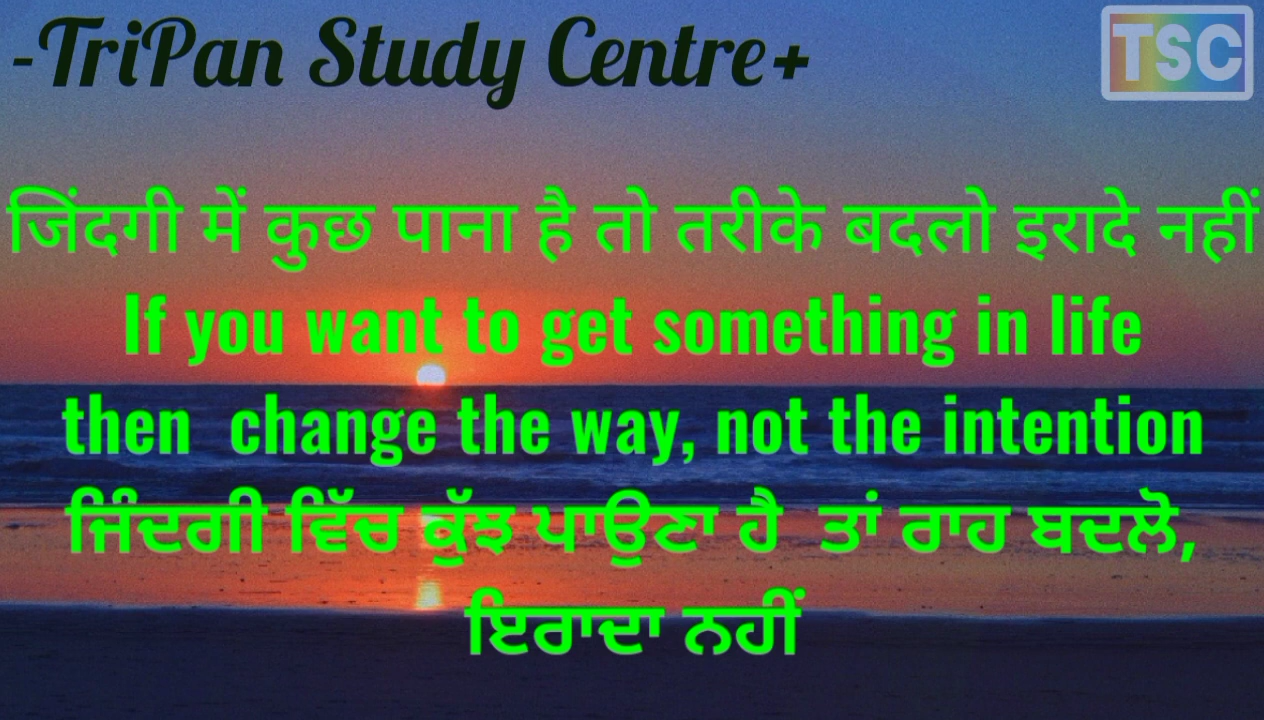 -TriPan Study Centre+
TSC
जिंदगी में कुछ पाना है तो तरीके बदलो इरादे नहीं
If you want to get something in life
then  change the way, not the intention
ਜਿੰਦਗੀ ਵਿੱਚ ਕੁੱਝ ਪਾਉਣਾ ਹੈ  ਤਾਂ ਰਾਹ ਬਦਲੋ,
ਇਰਾਦਾ ਨਹੀਂ